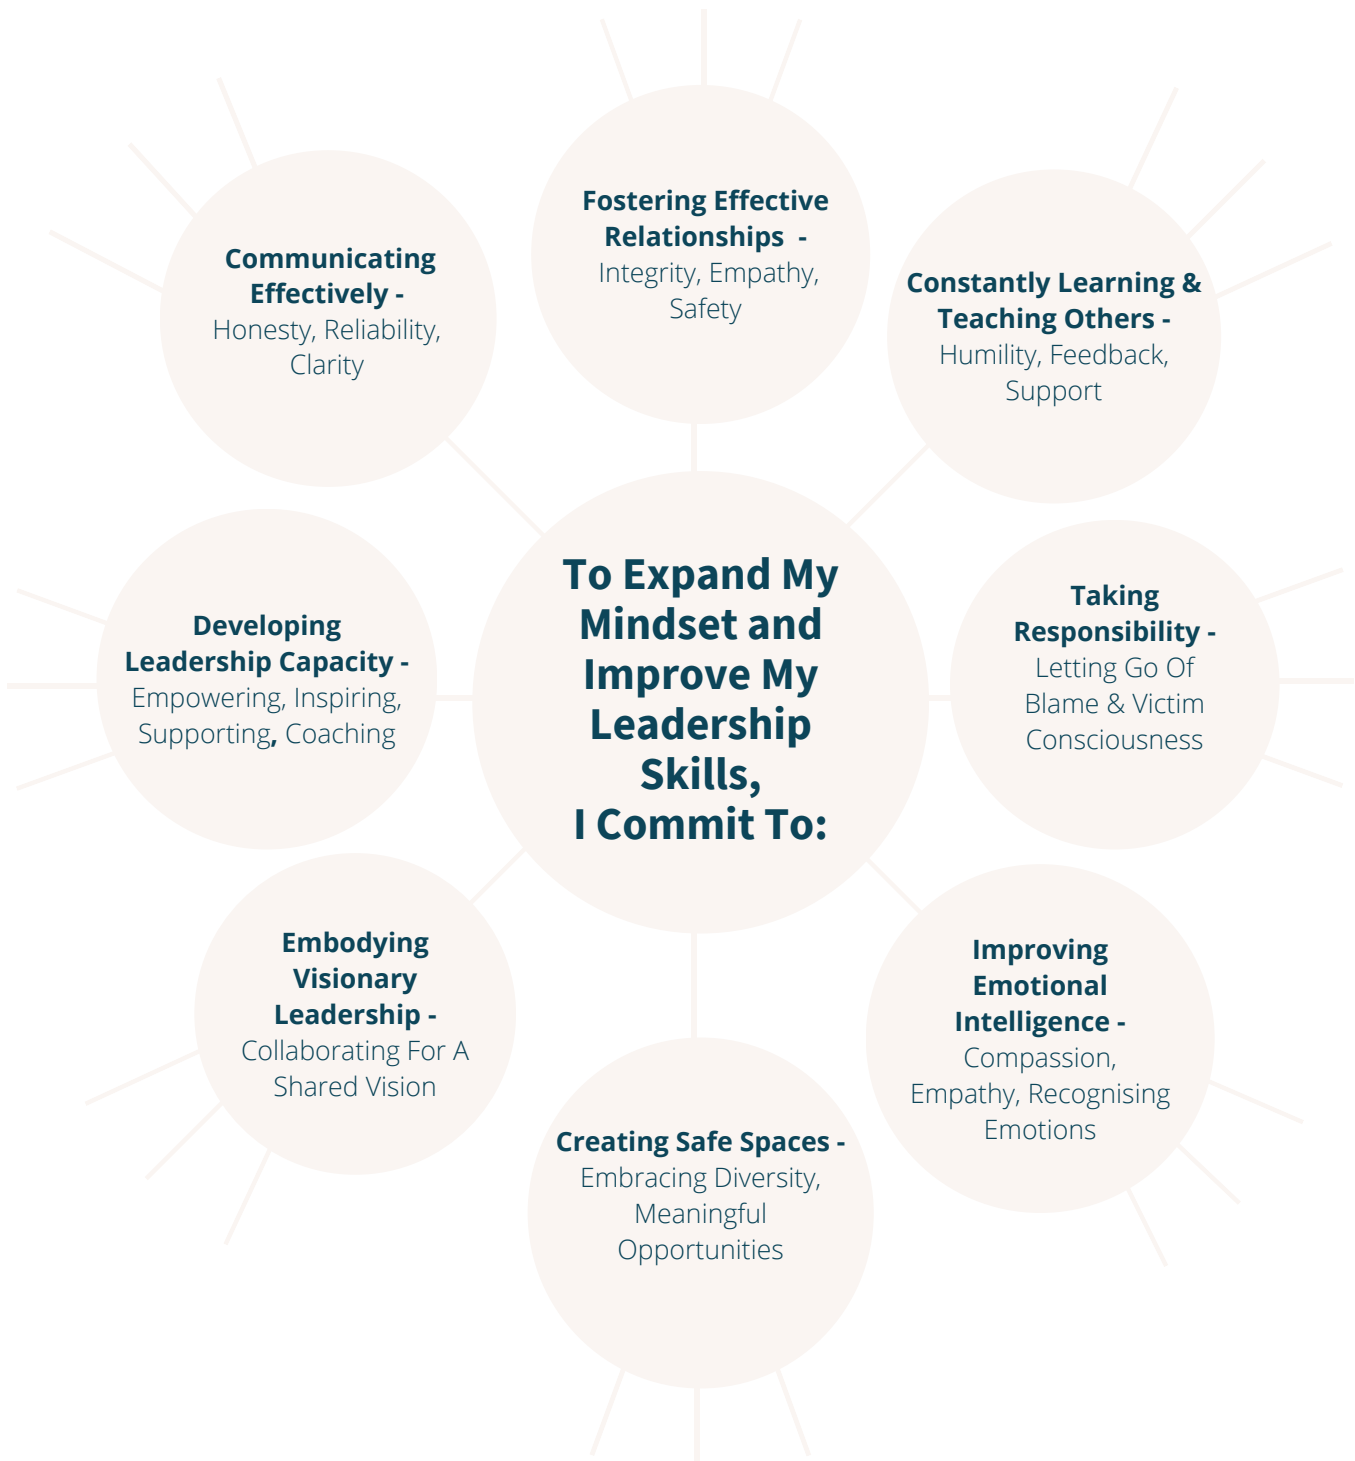 Fostering Effective
Relationships  -
Integrity, Empathy,
Safety
Communicating
Effectively -
Honesty, Reliability,
Clarity
Constantly Learning &
Teaching Others -
Humility, Feedback,
Support
To Expand My
Mindset and
Improve My
Leadership
Skills,
I Commit To:
Developing
Leadership Capacity -
Empowering, Inspiring,
Supporting, Coaching
Taking
Responsibility -
Letting Go Of
Blame & Victim
Consciousness
Embodying
Visionary
Leadership -
Collaborating For A
Shared Vision
Improving
Emotional
Intelligence -
Compassion,
Empathy, Recognising
Emotions
Creating Safe Spaces -
Embracing Diversity,
Meaningful
Opportunities